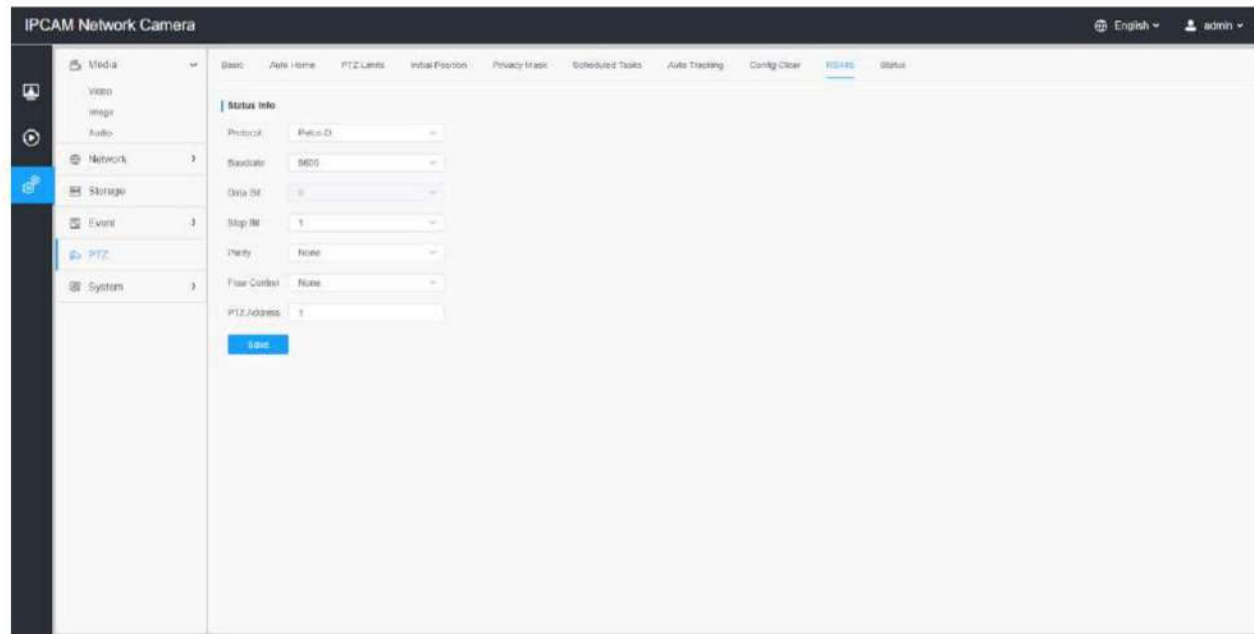 IPCAM Network Camera
English
admin
Media
Video
Image
Audio
Network
Storage
Event
PTZ
System
Basic Auto Home PTZ Limits Initial Position Privacy Mask Scheduled Tasks Auto Tracking Config Clear RS485 Status
Status Info
Protocol Pelco-D
Baudrate 9600
Data Bit 8
Stop Bit 1
Parity None
Flow Control None
PTZ Address 1
Save